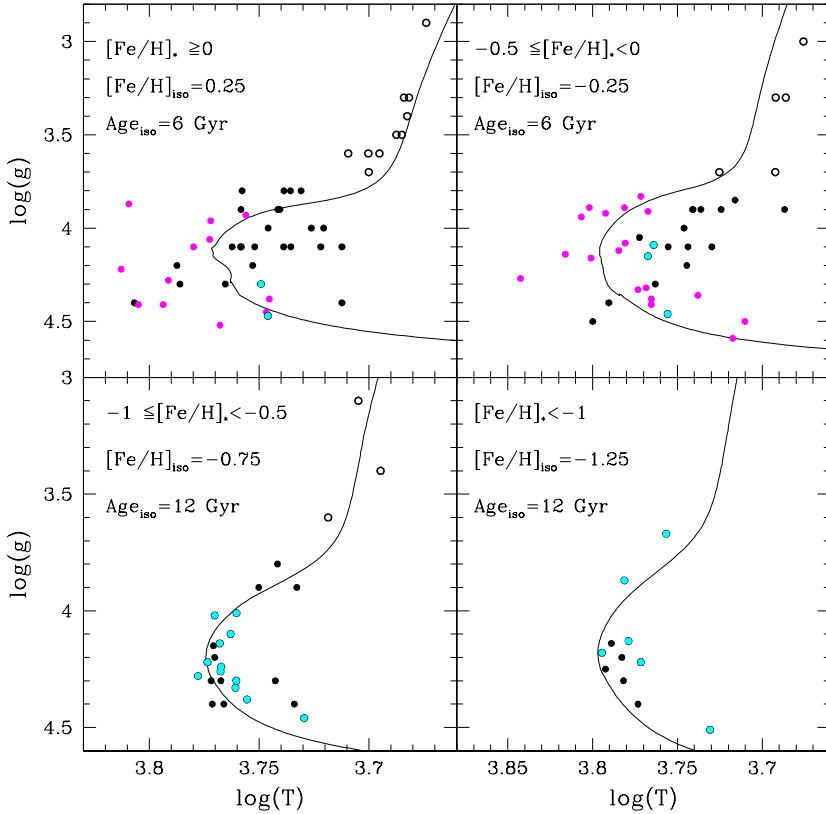 [Fe/H]* ≥0
[Fe/H]iso=0.25
Ageiso=6 Gyr
-0.5 ≤[Fe/H]*<0
[Fe/H]iso=-0.25
Ageiso=6 Gyr
3
3.5
4
4.5
log(g)
-1 ≤[Fe/H]*<-0.5
[Fe/H]iso=-0.75
Ageiso=12 Gyr
[Fe/H]*<-1
[Fe/H]iso=-1.25
Ageiso=12 Gyr
3
3.5
4
4.5
log(g)
3.8
3.75
3.7
3.85
3.8
3.75
3.7
log(T)
log(T)